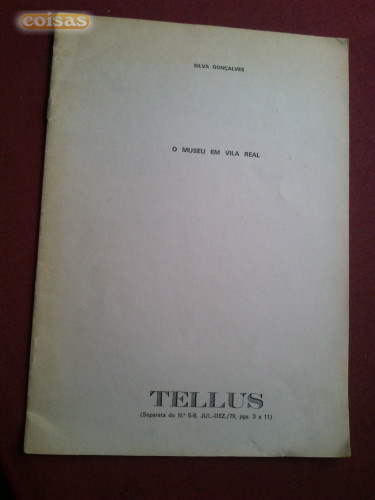 coisas
SILVA GONÇALVES
O MUSEU EM VILA REAL
TELLUS
(Separata do N.º 5-6, JUL.-DEZ./79, pgs. 3 a 11)